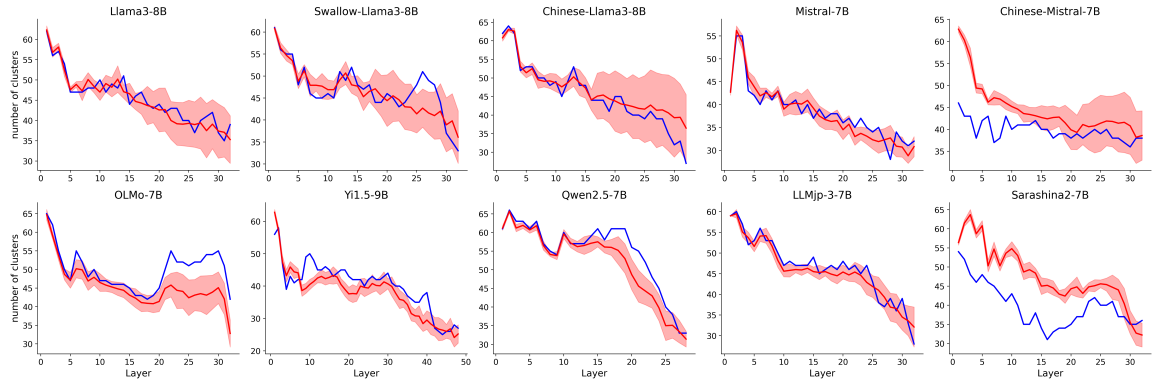 Llama3-8B
Swallow-Llama3-8B
Chinese-Llama3-8B
Mistral-7B
Chinese-Mistral-7B
number of clusters
60
55
50
45
40
35
30
0 5 10 15 20 25 30
60
55
50
45
40
35
30
0 5 10 15 20 25 30
65
60
55
50
45
40
35
30
25
0 5 10 15 20 25 30
55
50
45
40
35
30
0 5 10 15 20 25 30
65
60
55
50
45
40
35
0 5 10 15 20 25 30
OLMo-7B
Yi1.5-9B
Qwen2.5-7B
LLMjp-3-7B
Sarashina2-7B
number of clusters
65
60
55
50
45
40
35
30
0 5 10 15 20 25 30
Layer
60
50
40
30
20
0 10 20 30 40 50
Layer
65
60
55
50
45
40
35
30
0 5 10 15 20 25 30
Layer
60
55
50
45
40
35
30
0 5 10 15 20 25 30
Layer
65
60
55
50
45
40
35
30
0 5 10 15 20 25 30
Layer